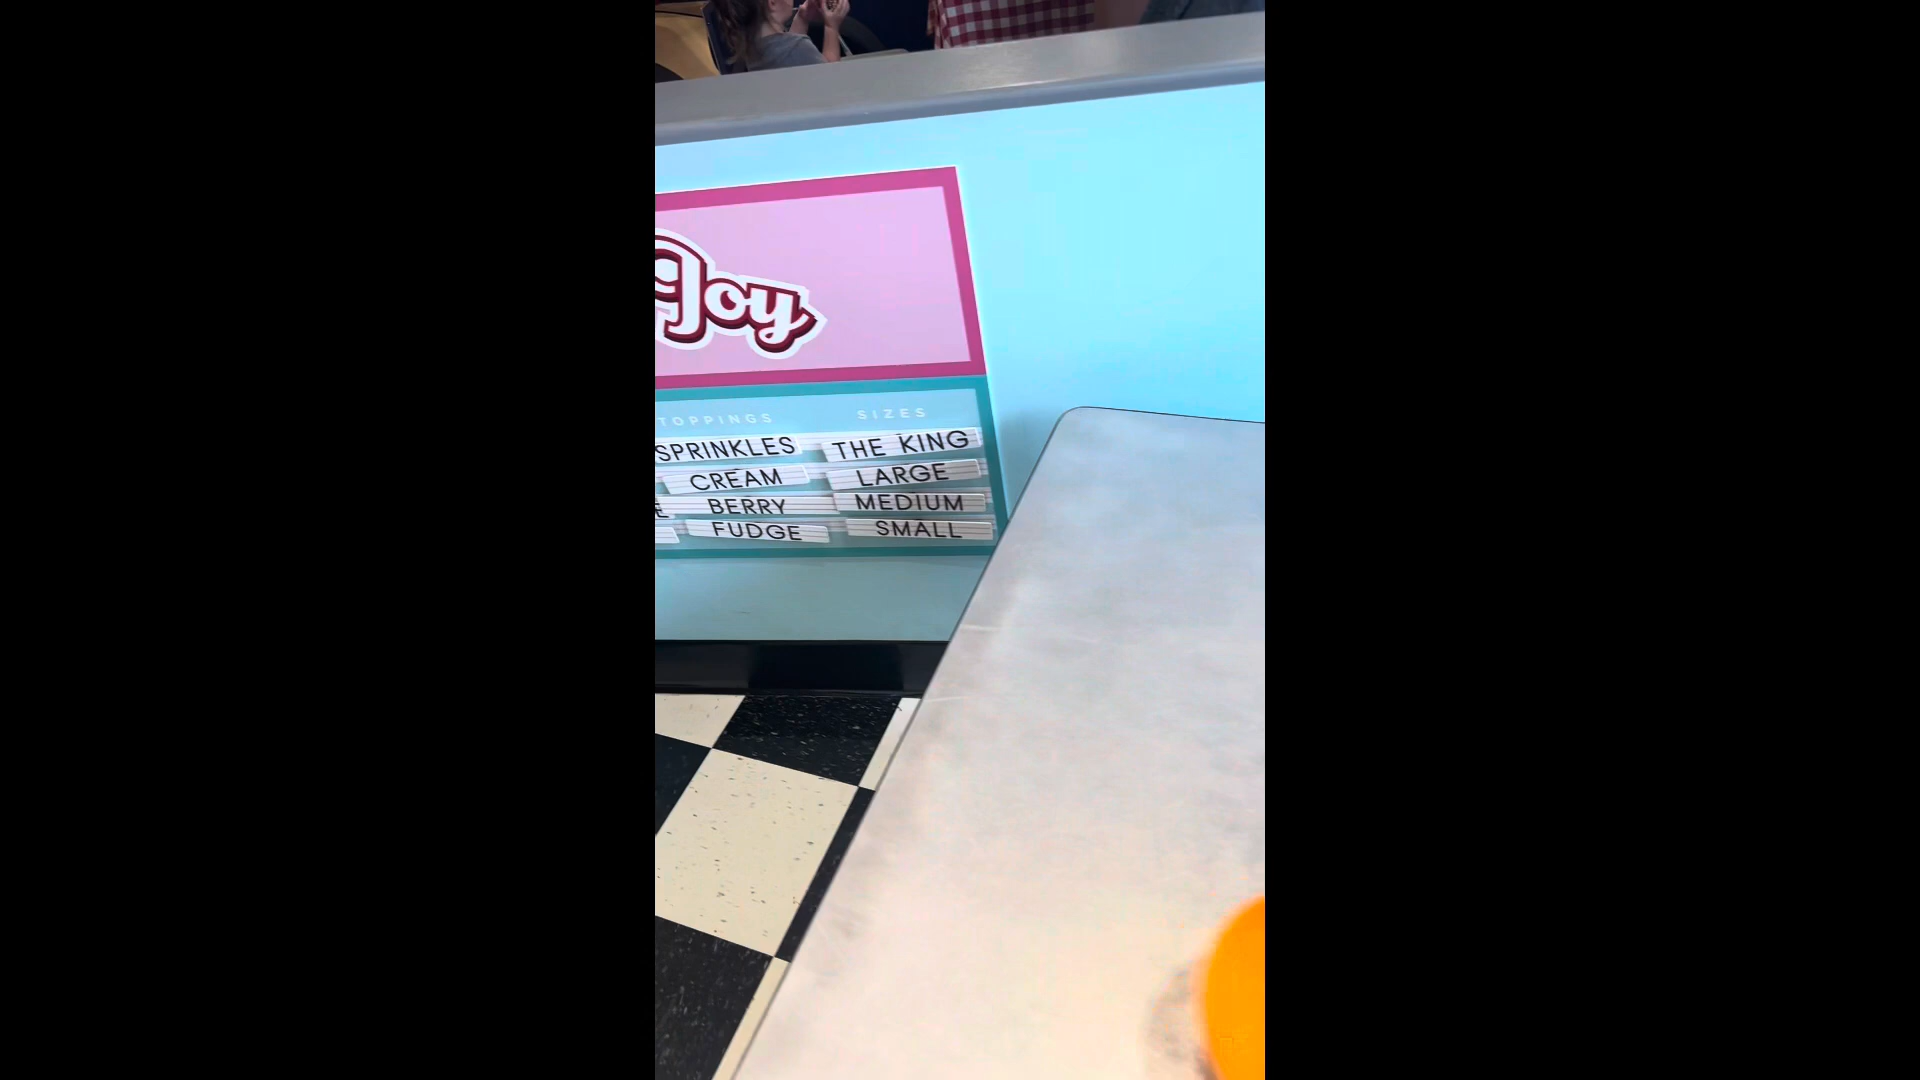 Joy
TOPPINGS SIZES
SPRINKLES THE KING
CREAM LARGE
BERRY MEDIUM
FUDGE SMALL